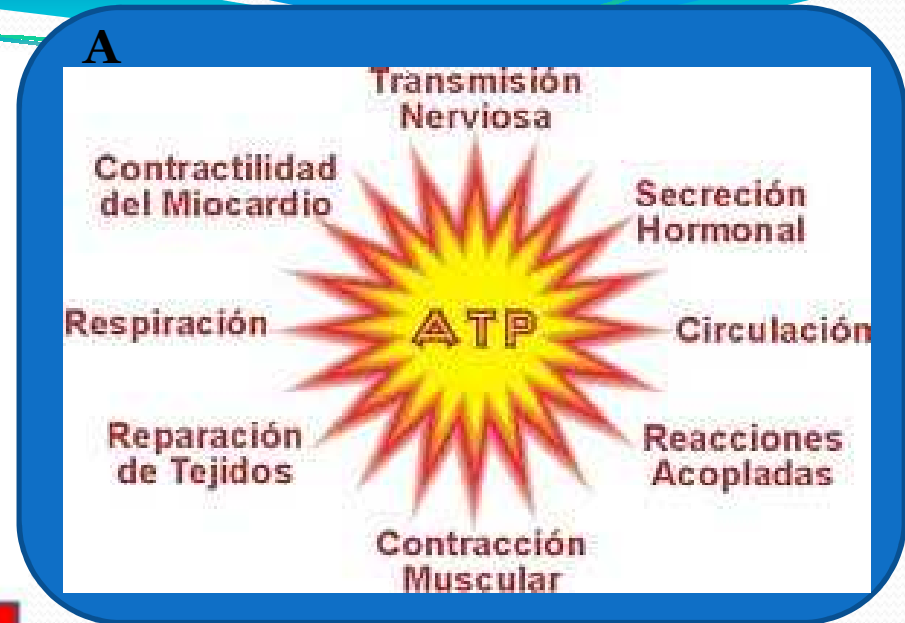 A
Transmisión
Nerviosa
Contractilidad
del Miocardio
Secreción
Hormonal
Respiración
ATP
Circulación
Reparación
de Tejidos
Reacciones
Acopladas
Contracción
Muscular